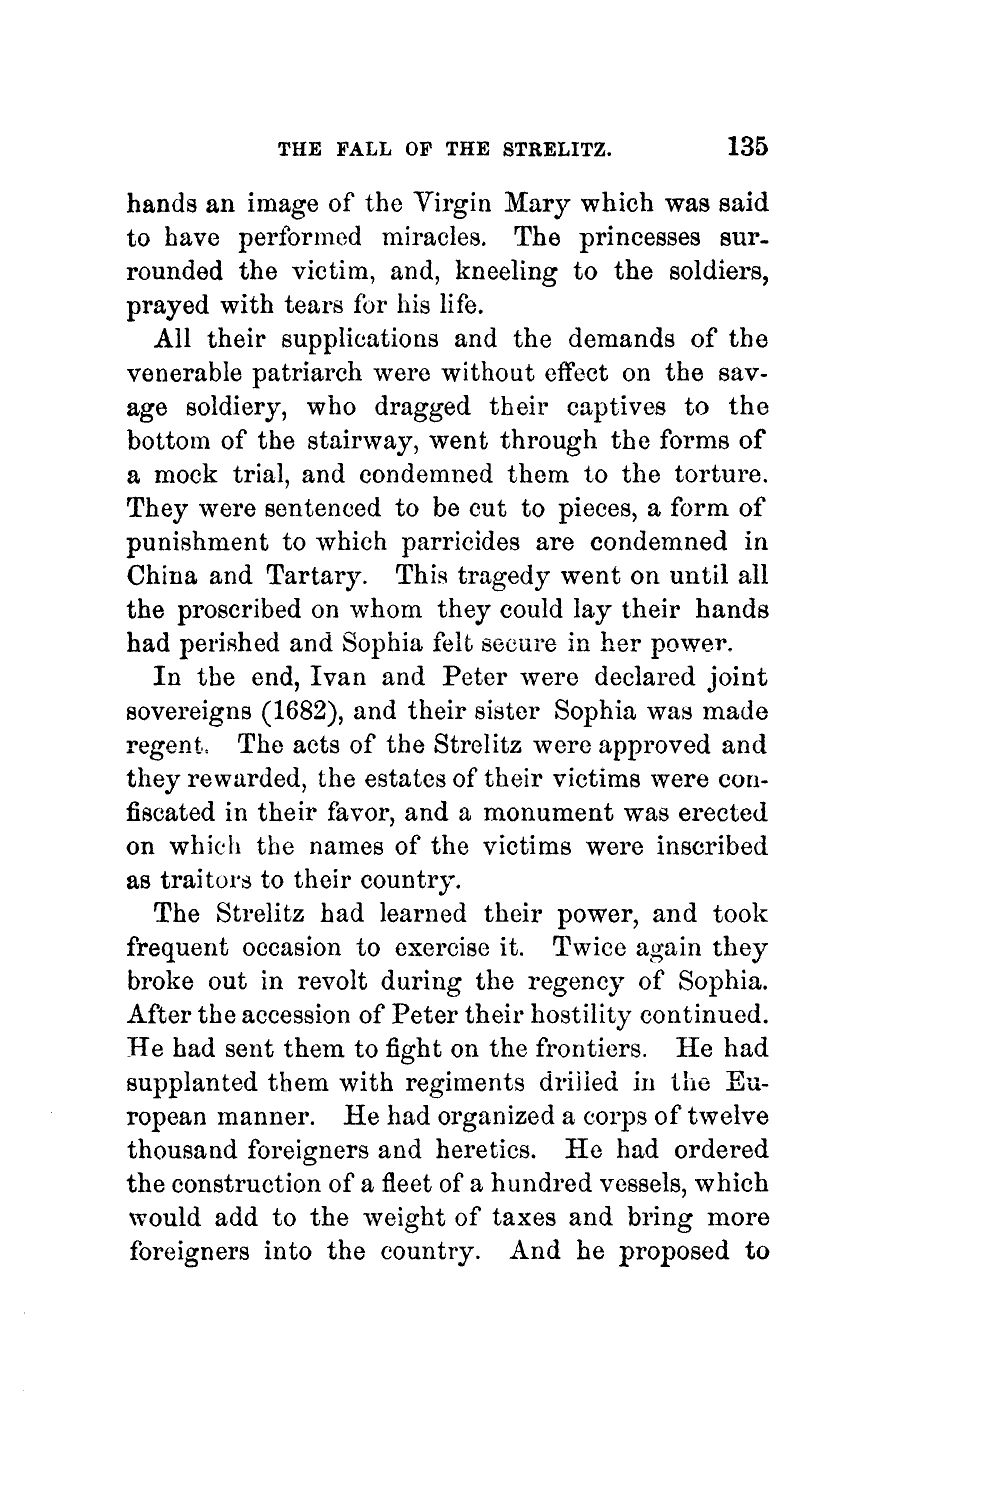 THE FALL OF THE STRELITZ. 135
hands an image of the Virgin Mary which was said
to have performed miracles. The princesses sur-
rounded the victim, and, kneeling to the soldiers,
prayed with tears for his life.
All their supplications and the demands of the
venerable patriarch were without effect on the sav-
age soldiery, who dragged their captives to the
bottom of the stairway, went through the forms of
a mock trial, and condemned them to the torture.
They were sentenced to be cut to pieces, a form of
punishment to which parricides are condemned in
China and Tartary. This tragedy went on until all
the proscribed on whom they could lay their hands
had perished and Sophia felt secure in her power.
In the end, Ivan and Peter were declared joint
sovereigns (1682), and their sister Sophia was made
regent. The acts of the Strelitz were approved and
they rewarded, the estates of their victims were con-
fiscated in their favor, and a monument was erected
on which the names of the victims were inscribed
as traitors to their country.
The Strelitz had learned their power, and took
frequent occasion to exercise it. Twice again they
broke out in revolt during the regency of Sophia.
After the accession of Peter their hostility continued.
He had sent them to fight on the frontiers. He had
supplanted them with regiments drilled in the Eu-
ropean manner. He had organized a corps of twelve
thousand foreigners and heretics. He had ordered
the construction of a fleet of a hundred vessels, which
would add to the weight of taxes and bring more
foreigners into the country. And he proposed to